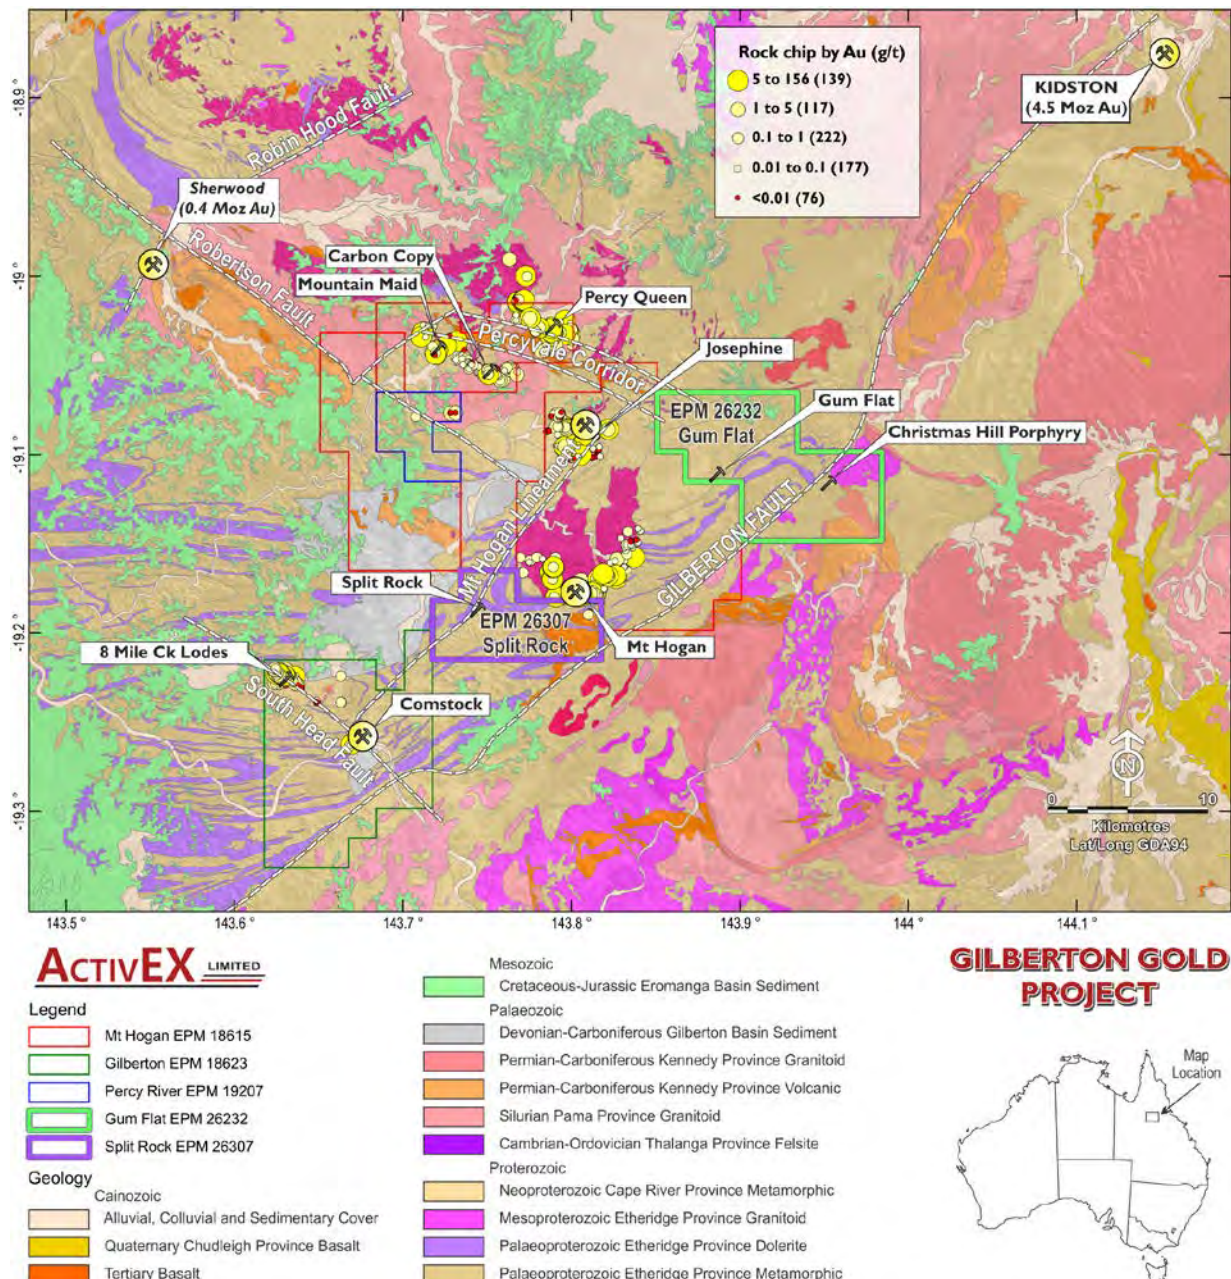 Rock chip by Au (g/t)
5 to 156 (139)
1 to 5 (117)
0.1 to 1 (222)
0.01 to 0.1 (177)
<0.01 (76)
KIDSTON
(4.5 Moz Au)
-18.9
Robin Hood Fault
Sherwood
(0.4 Moz Au)
Robertson Fault
Carbon Copy
Mountain Maid
-19
Percy Queen
Percyvale Corridor
Josephine
EPM 26232
Gum Flat
Gum Flat
Christmas Hill Porphyry
-19.1
Mt Hogan Lineament
GILBERTON FAULT
Split Rock
EPM 26307
Split Rock
-19.2
Mt Hogan
8 Mile Ck Lodes
South Head Fault
Comstock
-19.3
N
0 10
Kilometres
Lat/Long GDA94
143.5° 143.6° 143.7° 143.8° 143.9° 144° 144.1°
ACTIVEX LIMITED
Legend
Mt Hogan EPM 18615
Gilberton EPM 18623
Percy River EPM 19207
Gum Flat EPM 26232
Split Rock EPM 26307
Geology
Cainozoic
Alluvial, Colluvial and Sedimentary Cover
Quaternary Chudleigh Province Basalt
Tertiary Basalt
Mesozoic
Cretaceous-Jurassic Eromanga Basin Sediment
Palaeozoic
Devonian-Carboniferous Gilberton Basin Sediment
Permian-Carboniferous Kennedy Province Granitoid
Permian-Carboniferous Kennedy Province Volcanic
Silurian Pama Province Granitoid
Cambrian-Ordovician Thalanga Province Felsite
Proterozoic
Neoproterozoic Cape River Province Metamorphic
Mesoproterozoic Etheridge Province Granitoid
Palaeoproterozoic Etheridge Province Dolerite
Palaeoproterozoic Etheridge Province Metamorphic
GILBERTON GOLD
PROJECT
Map
Location